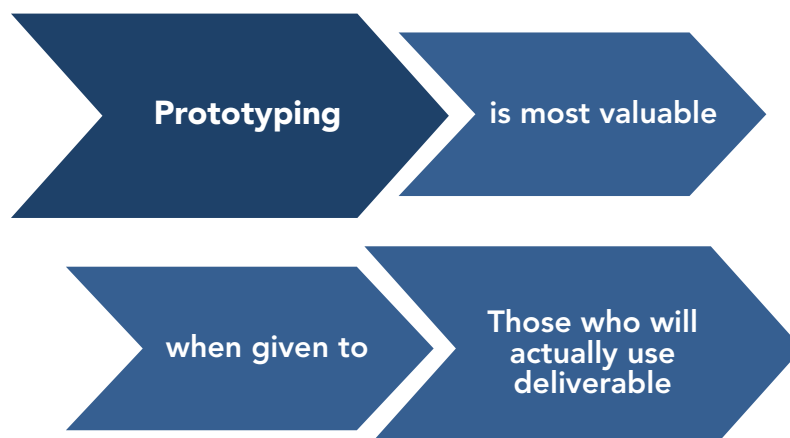 Prototyping
is most valuable
when given to
Those who will
actually use
deliverable